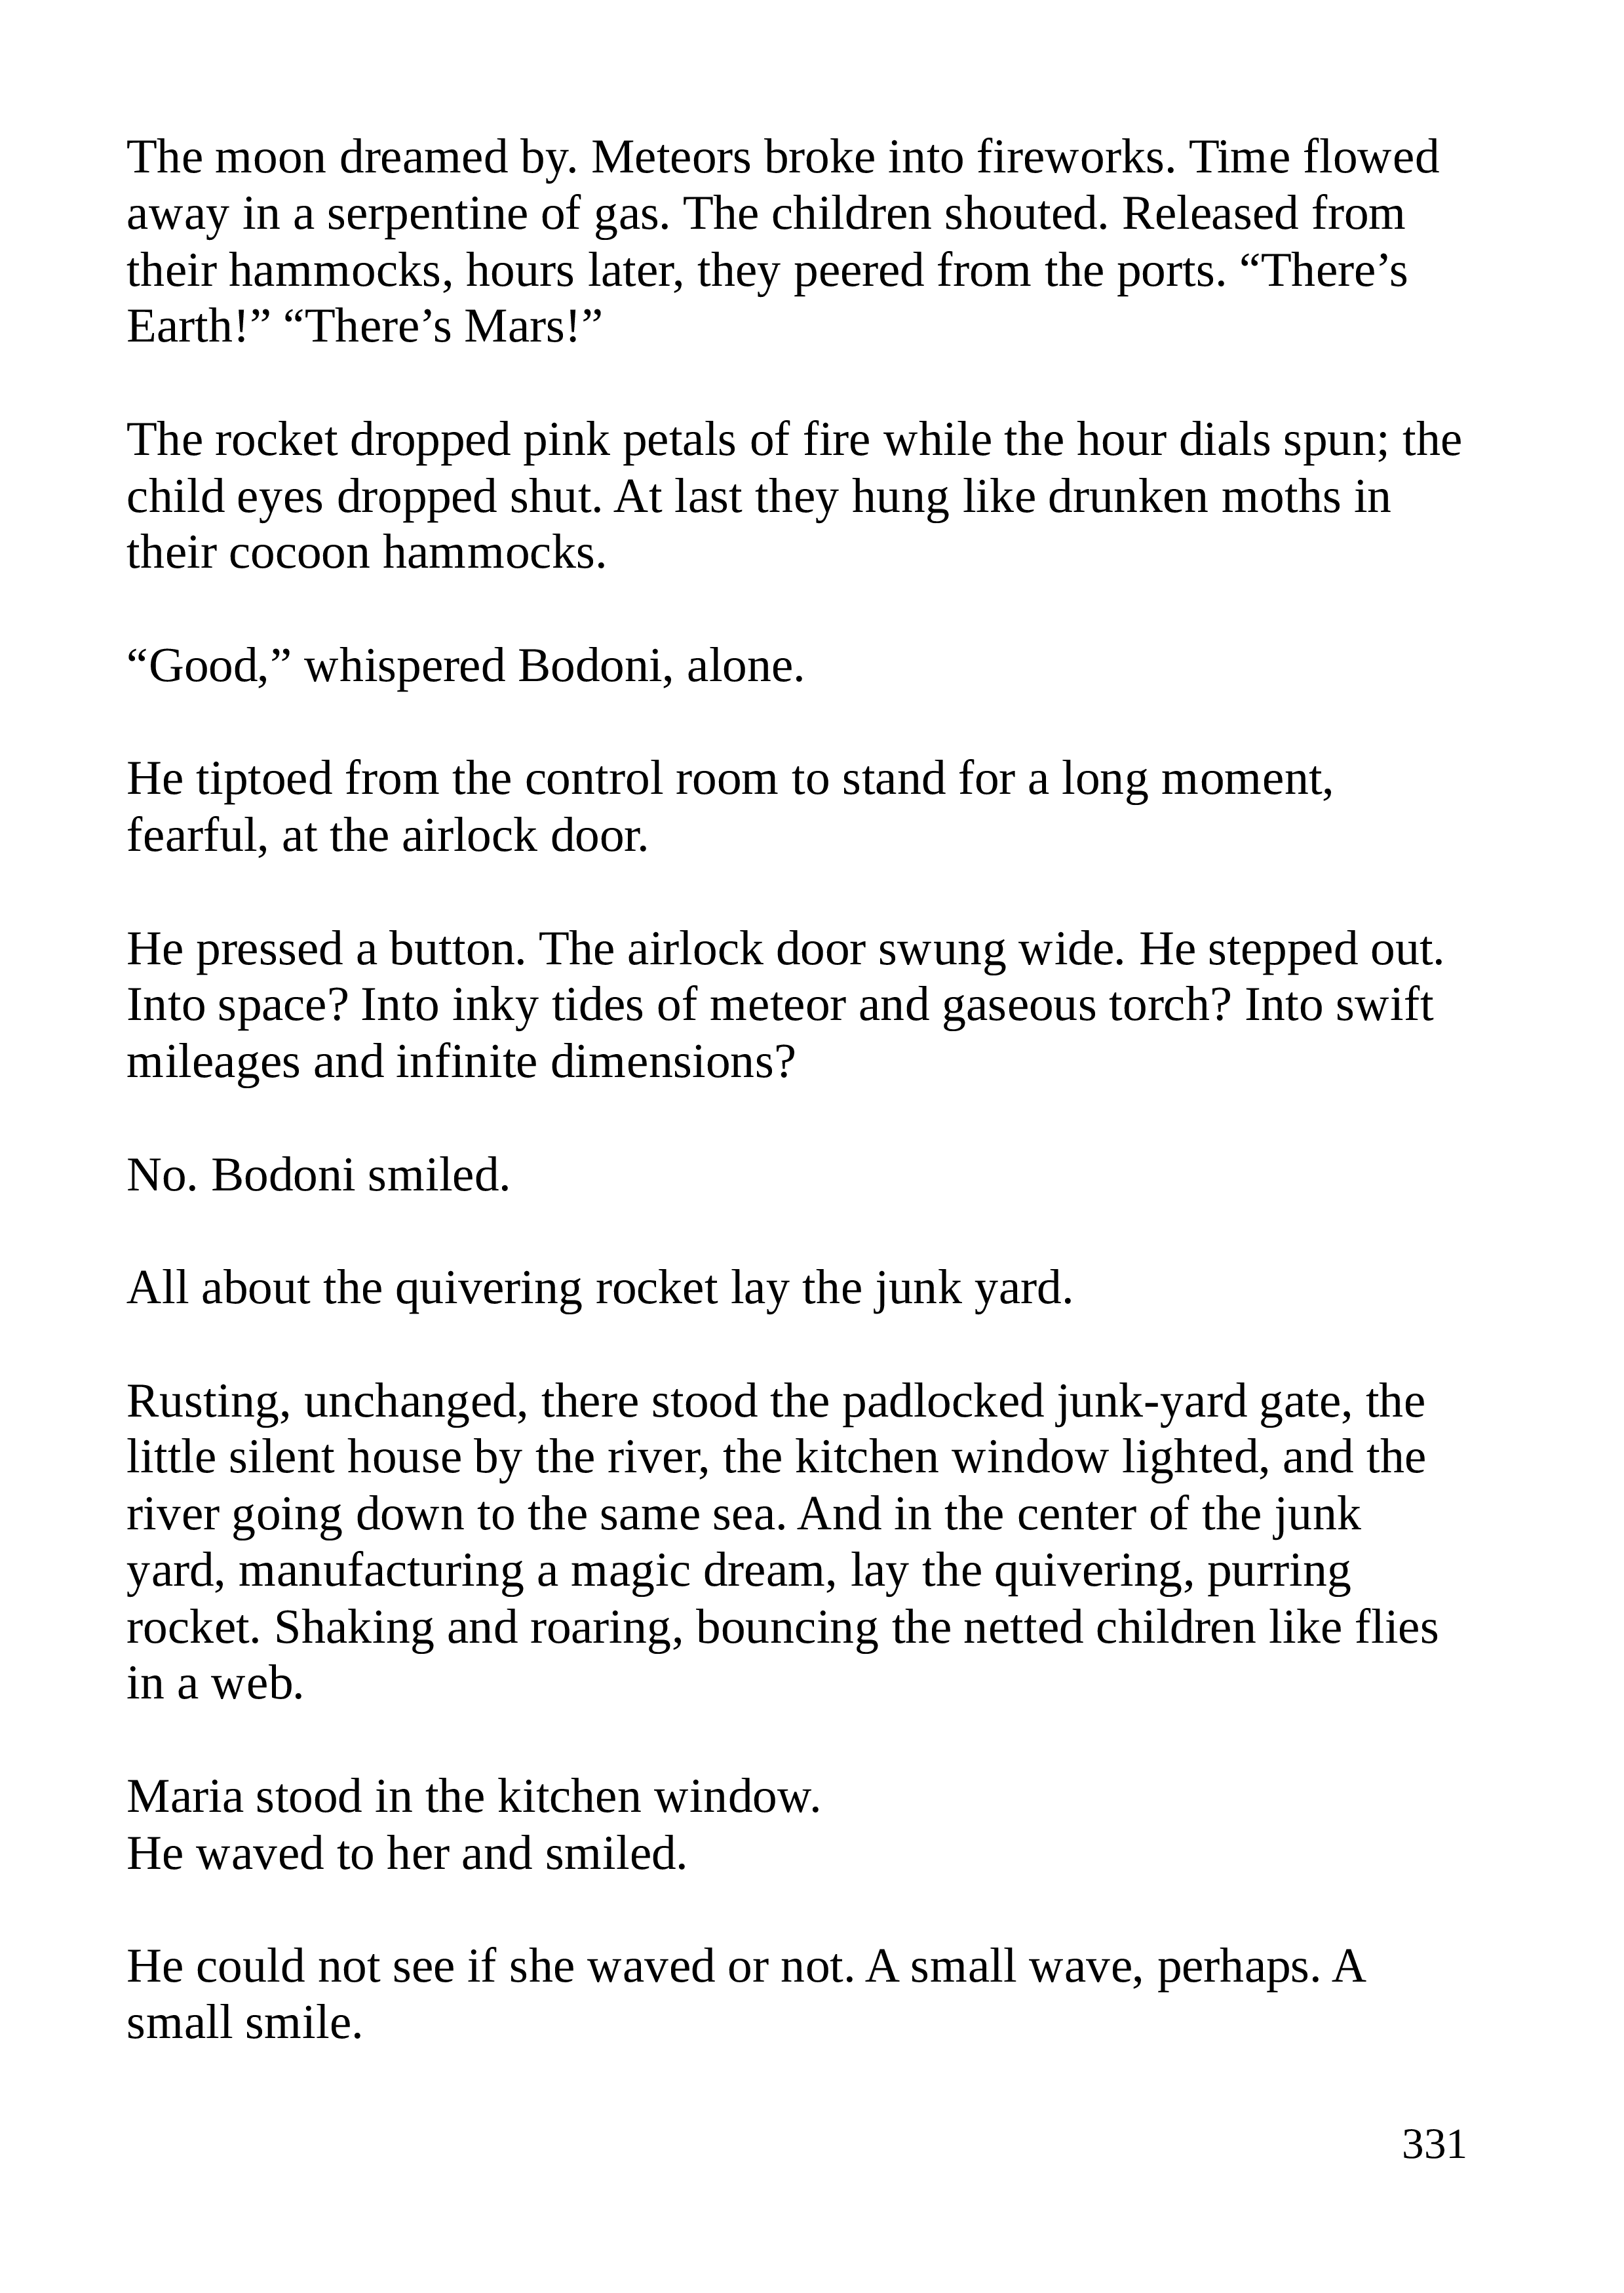 The moon dreamed by. Meteors broke into fireworks. Time flowed
away in a serpentine of gas. The children shouted. Released from
their hammocks, hours later, they peered from the ports. “There’s
Earth!” “There’s Mars!”
The rocket dropped pink petals of fire while the hour dials spun; the
child eyes dropped shut. At last they hung like drunken moths in
their cocoon hammocks.
“Good,” whispered Bodoni, alone.
He tiptoed from the control room to stand for a long moment,
fearful, at the airlock door.
He pressed a button. The airlock door swung wide. He stepped out.
Into space? Into inky tides of meteor and gaseous torch? Into swift
mileages and infinite dimensions?
No. Bodoni smiled.
All about the quivering rocket lay the junk yard.
Rusting, unchanged, there stood the padlocked junk-yard gate, the
little silent house by the river, the kitchen window lighted, and the
river going down to the same sea. And in the center of the junk
yard, manufacturing a magic dream, lay the quivering, purring
rocket. Shaking and roaring, bouncing the netted children like flies
in a web.
Maria stood in the kitchen window.
He waved to her and smiled.
He could not see if she waved or not. A small wave, perhaps. A
small smile.
331